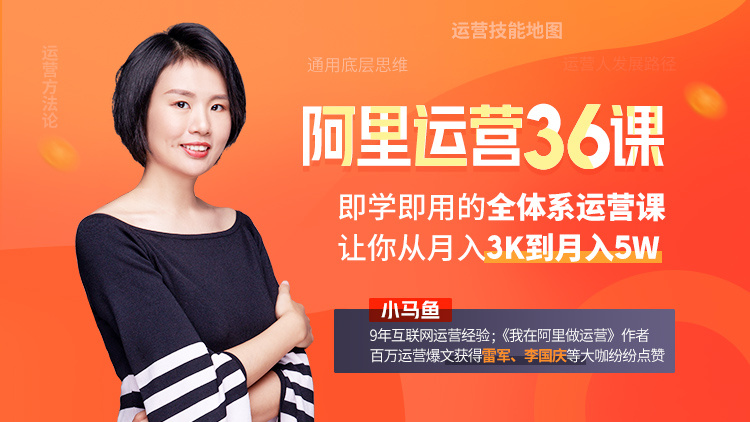 运营技能地图
通用底层思维
运营人发展路径
运营方法论
阿里运营36课
即学即用的全体系运营课
让你从月入3K到月入5W
小马鱼
9年互联网运营经验；《我在阿里做运营》作者
百万运营爆文获得雷军、李国庆等大咖纷纷点赞